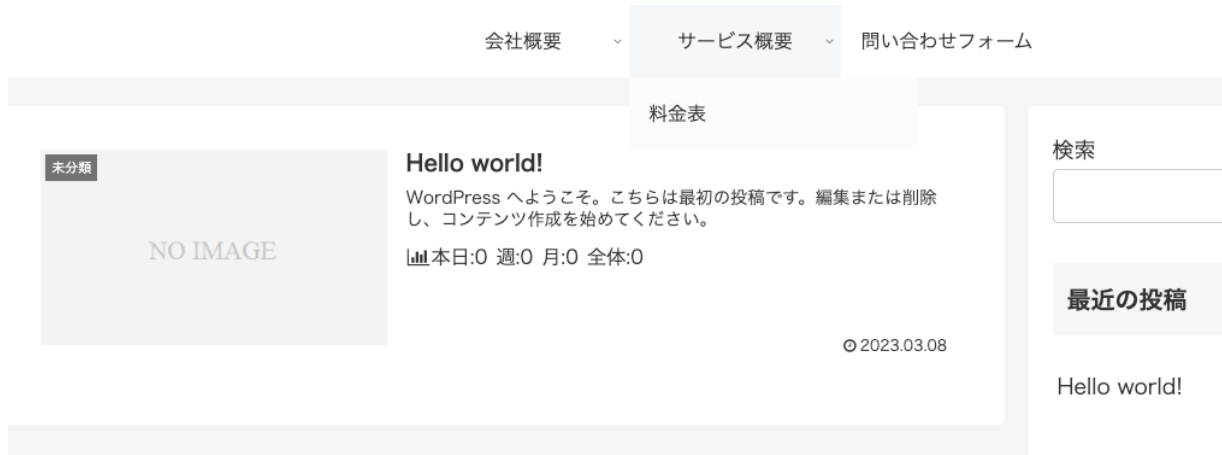 会社概要 サービス概要 問い合わせフォーム
料金表
未分類
NO IMAGE
Hello world!
WordPress へようこそ。こちらは最初の投稿です。編集または削除
し、コンテンツ作成を始めてください。
本日:0 週:0 月:0 全体:0
2023.03.08
検索
最近の投稿
Hello world!